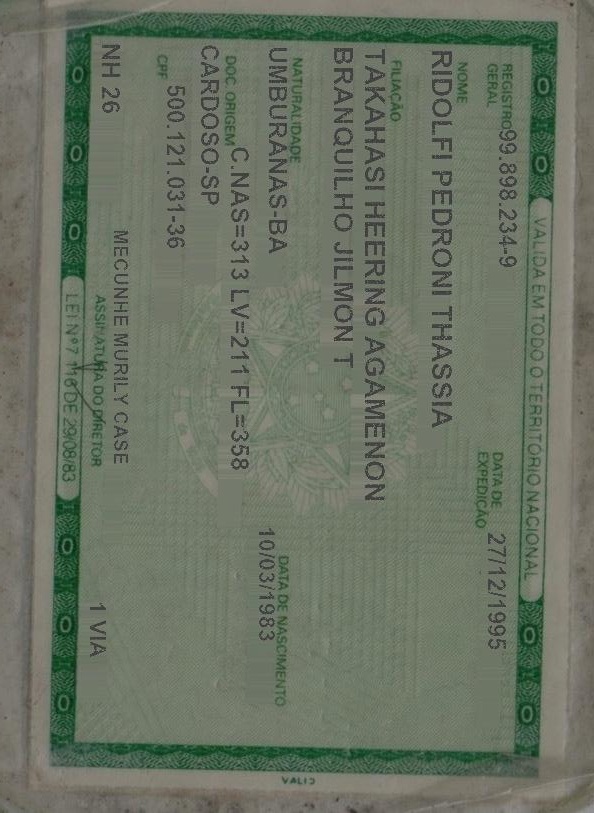 VALIDA EM TODO O TERRITÓRIO NACIONAL
REGISTRO GERAL 99.898.234-9 DATA DE EXPEDIÇÃO 27/12/1995
NOME
RIDOLFI PEDRONI THASSIA
FILIAÇÃO
TAKAHASI HEERING AGAMENON
BRANQUILHO JILMON T
NATURALIDADE DATA DE NASCIMENTO
UMBURANAS-BA 10/03/1983
DOC. ORIGEM C.NAS=313 LV=211 FL=358
CARDOSO-SP
CPF 500.121.031-36
NH 26 MECUNHE MURILY CASE 1 VIA
ASSINATURA DO DIRETOR
LEI Nº 7.116 DE 29/08/83